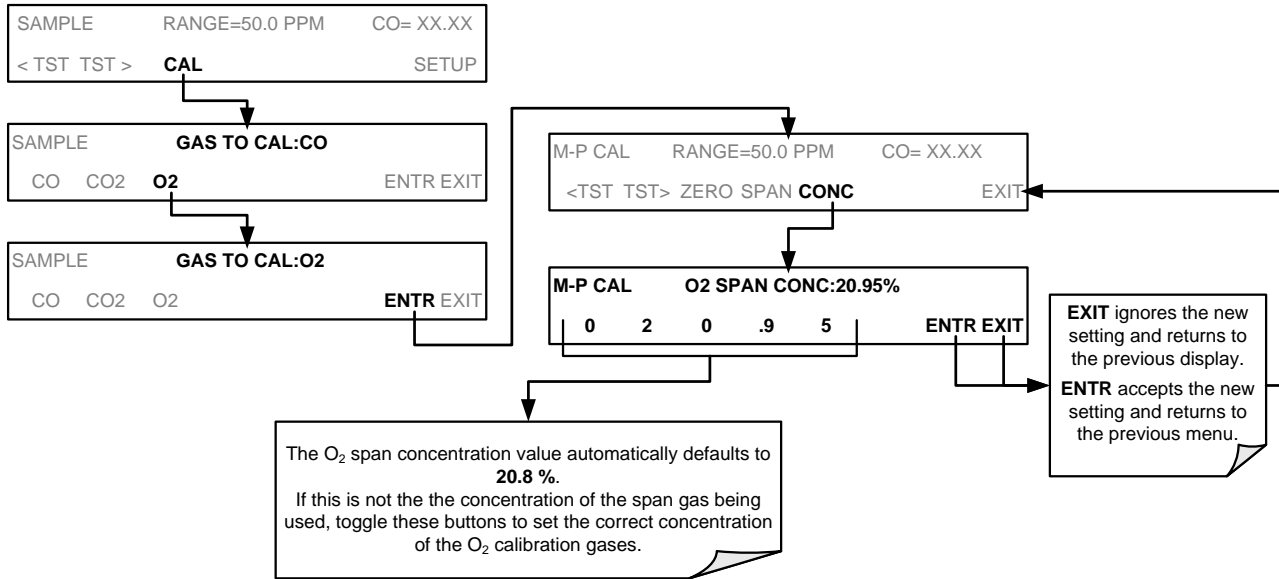 SAMPLE RANGE=50.0 PPM CO= XX.XX
< TST TST > CAL SETUP
SAMPLE GAS TO CAL:CO
CO CO2 O2 ENTR EXIT
SAMPLE GAS TO CAL:O2
CO CO2 O2 ENTR EXIT
M-P CAL RANGE=50.0 PPM CO= XX.XX
<TST TST> ZERO SPAN CONC EXIT
M-P CAL O2 SPAN CONC:20.95%
0 2 0 .9 5 ENTR EXIT
EXIT ignores the new
setting and returns to
the previous display.
ENTR accepts the new
setting and returns to
the previous menu.
The O₂ span concentration value automatically defaults to
20.8 %.
If this is not the the concentration of the span gas being
used, toggle these buttons to set the correct concentration
of the O₂ calibration gases.